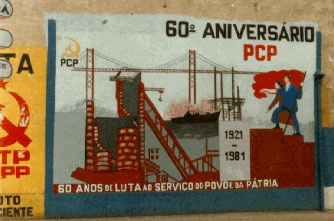 60º ANIVERSÁRIO
PCP
PCP
TA
1921
-
1981
TP
PP
OTO
CIENTE
60 ANOS DE LUTA AO SERVIÇO DO POVO E DA PÁTRIA